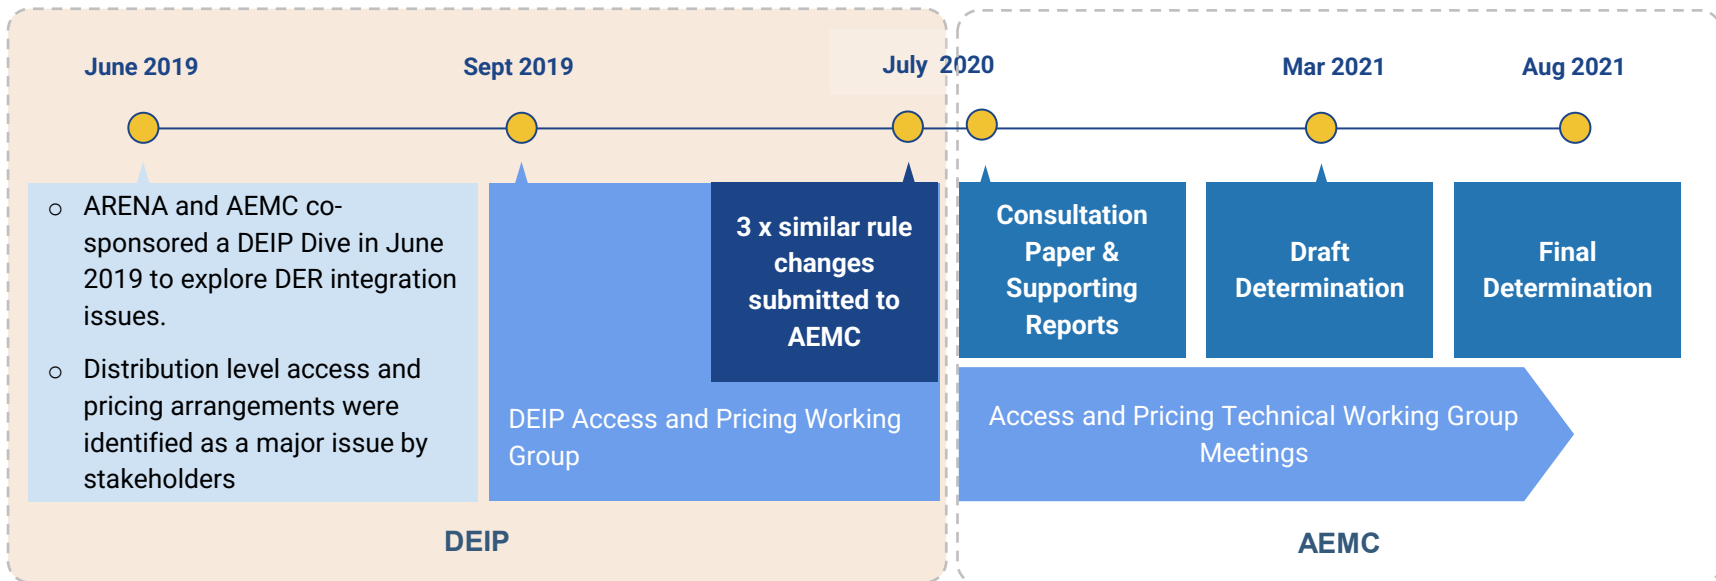 June 2019
Sept 2019
July 2020
Mar 2021
Aug 2021
o ARENA and AEMC co-
sponsored a DEIP Dive in June
2019 to explore DER integration
issues.
o Distribution level access and
pricing arrangements were
identified as a major issue by
stakeholders
3 x similar rule
changes
submitted to
AEMC
DEIP Access and Pricing Working
Group
DEIP
Consultation
Paper &
Supporting
Reports
Draft
Determination
Final
Determination
Access and Pricing Technical Working Group
Meetings
AEMC